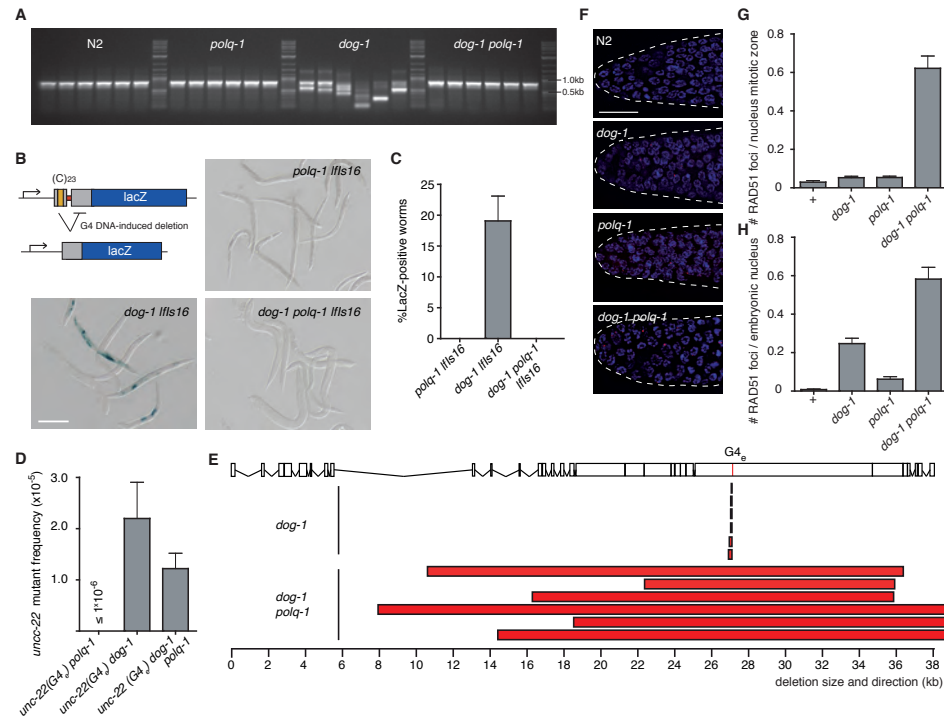 A
N2
polq-1
dog-1
dog-1 polq-1
1.0kb
0.5kb
B
(C)23
lacZ
G4 DNA-induced deletion
lacZ
polq-1 lfIs16
dog-1 lfIs16
dog-1 polq-1 lfIs16
C
%LacZ-positive worms
25
20
15
10
5
0
polq-1 lfIs16
dog-1 lfIs16
dog-1 polq-1
lfIs16
D
uncc-22 mutant frequency (x10-5)
3.0
2.0
1.0
≤ 1x10-6
unc-22(G4e) polq-1
unc-22(G4e) dog-1
unc-22 (G4e) dog-1
polq-1
E
G4e
dog-1
dog-1
polq-1
0 2 4 6 8 10 12 14 16 18 20 22 24 26 28 30 32 34 36 38
deletion size and direction (kb)
F
N2
dog-1
polq-1
dog-1 polq-1
G
# RAD51 foci / nucleus mitotic zone
0.8
0.6
0.4
0.2
0
+
dog-1
polq-1
dog-1 polq-1
H
# RAD51 foci / embryonic nucleus
0.6
0.4
0.2
0
+
dog-1
polq-1
dog-1 polq-1